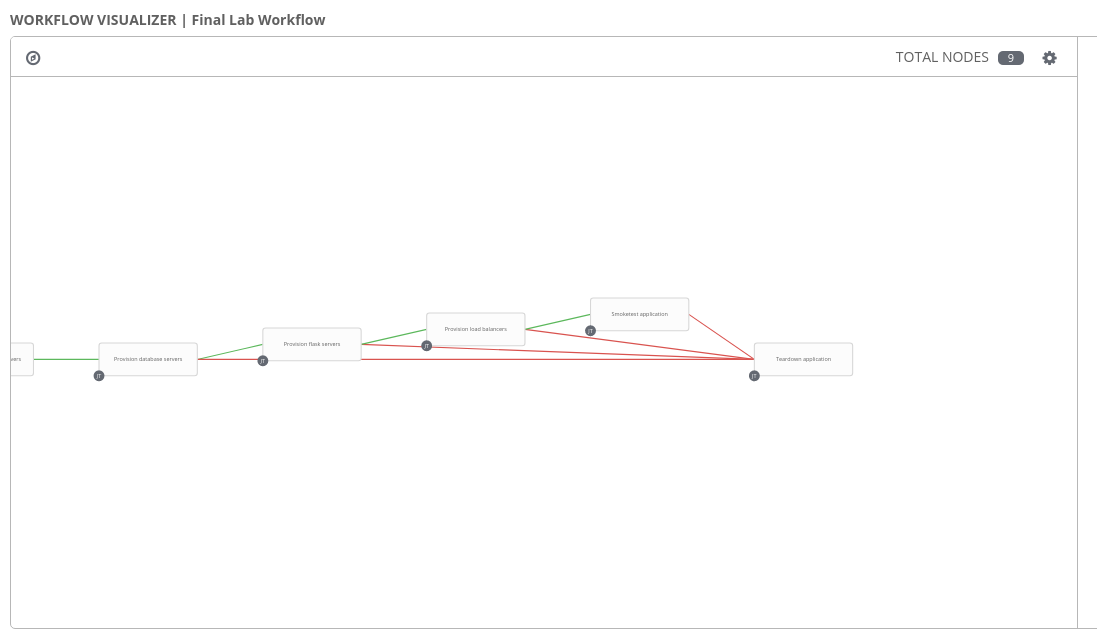 WORKFLOW VISUALIZER | Final Lab Workflow
TOTAL NODES 9
Smoketest application
JT
Provision load balancers
JT
Provision flask servers
JT
vers
Provision database servers
JT
Teardown application
JT